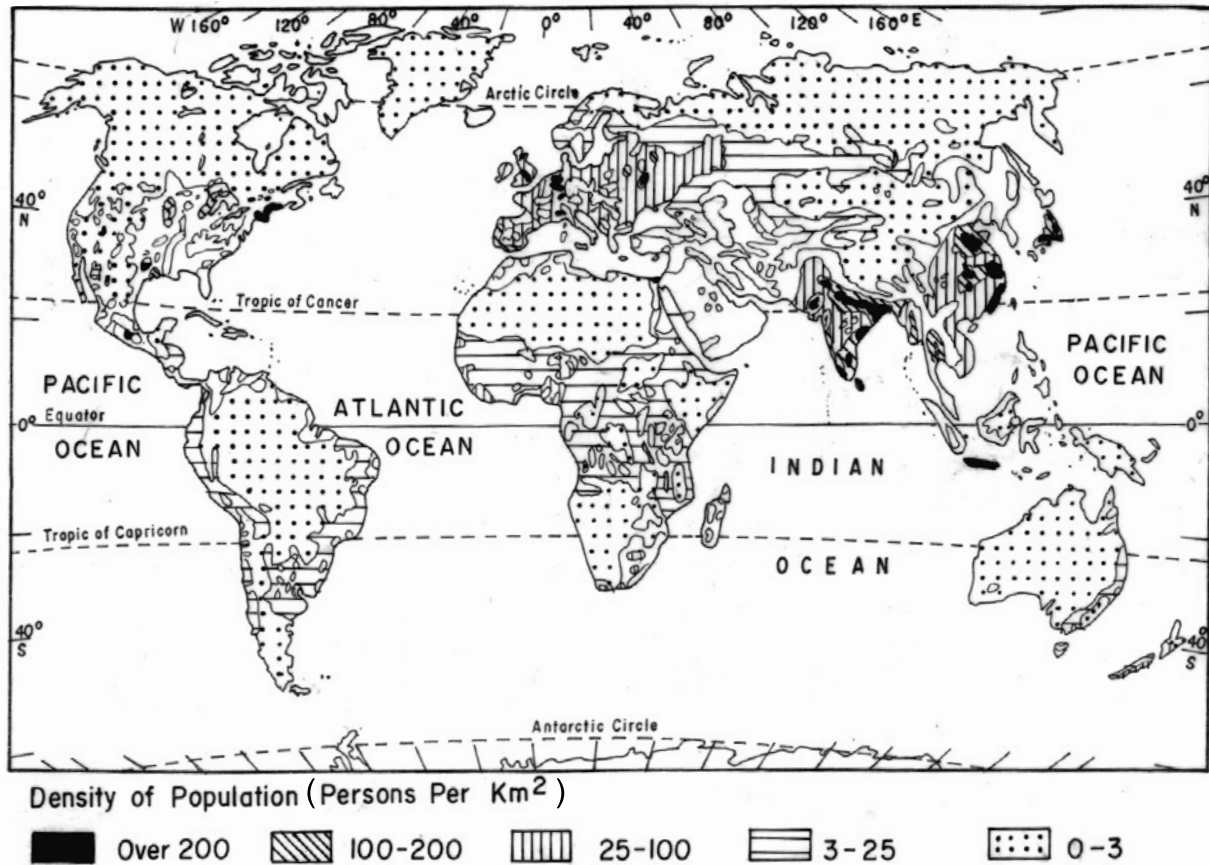 W 160° 120° 80° 40° 0° 40° 80° 120° 160° E
Arctic Circle
40°
N
40°
N
Tropic of Cancer
PACIFIC
OCEAN
PACIFIC
Equator
OCEAN
0°
ATLANTIC
OCEAN
0°
INDIAN
OCEAN
Tropic of Capricorn
40°
S
40°
S
Antarctic Circle
Density of Population (Persons Per Km²)
Over 200 100-200 25-100 3-25 0-3